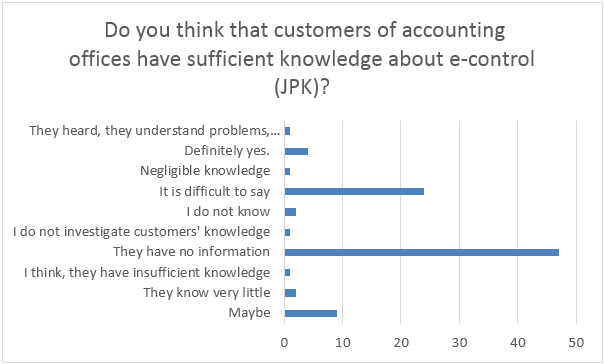 Do you think that customers of accounting
offices have sufficient knowledge about e-control
(JPK)?
They heard, they understand problems,...
Definitely yes.
Negligible knowledge
It is difficult to say
I do not know
I do not investigate customers' knowledge
They have no information
I think, they have insufficient knowledge
They know very little
Maybe
0 10 20 30 40 50